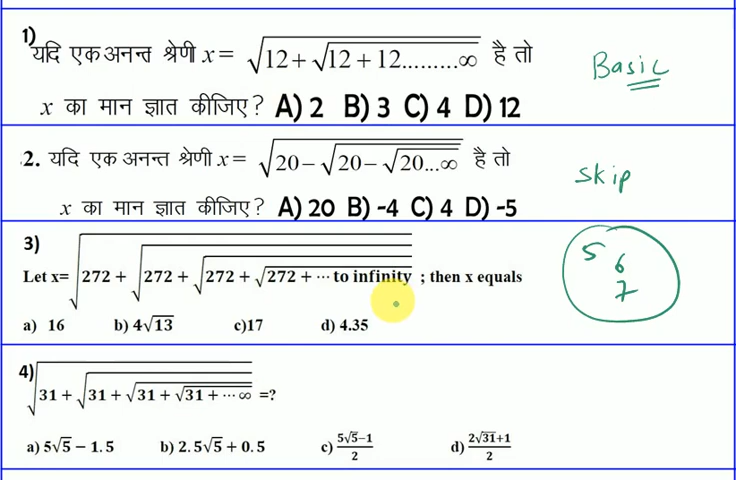 1) यदि एक अनन्त श्रेणी x = √(12 + √(12 + 12.........∞)) है तो
x का मान ज्ञात कीजिए? A) 2 B) 3 C) 4 D) 12
Basic
2. यदि एक अनन्त श्रेणी x = √(20 − √(20 − √(20...∞))) है तो
x का मान ज्ञात कीजिए? A) 20 B) -4 C) 4 D) -5
Skip
3)
Let x= √(272 + √(272 + √(272 + √(272 + ⋯ to infinity)))) ; then x equals
a) 16 b) 4√13 c)17 d) 4.35
5
6
7
4) √(31 + √(31 + √(31 + √(31 + ⋯ ∞)))) =?
a) 5√5 − 1.5 b) 2.5√5 + 0.5 c) (5√5−1)/2 d) (2√31+1)/2